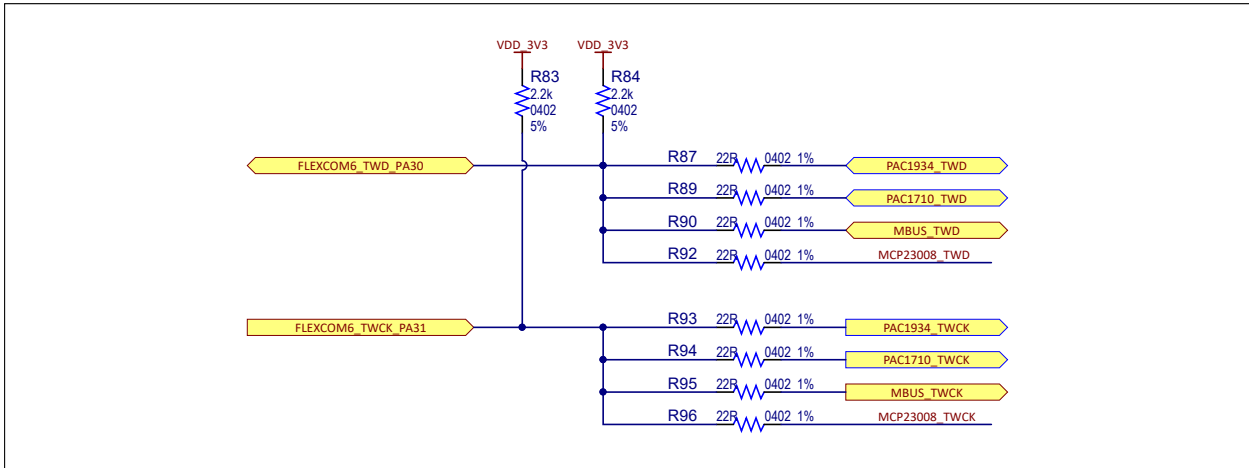 VDD_3V3 VDD_3V3
R83 R84
2.2k 2.2k
0402 0402
5% 5%
FLEXCOM6_TWD_PA30 R87 22R 0402 1% PAC1934_TWD
R89 22R 0402 1% PAC1710_TWD
R90 22R 0402 1% MBUS_TWD
R92 22R 0402 1% MCP23008_TWD
FLEXCOM6_TWCK_PA31 R93 22R 0402 1% PAC1934_TWCK
R94 22R 0402 1% PAC1710_TWCK
R95 22R 0402 1% MBUS_TWCK
R96 22R 0402 1% MCP23008_TWCK